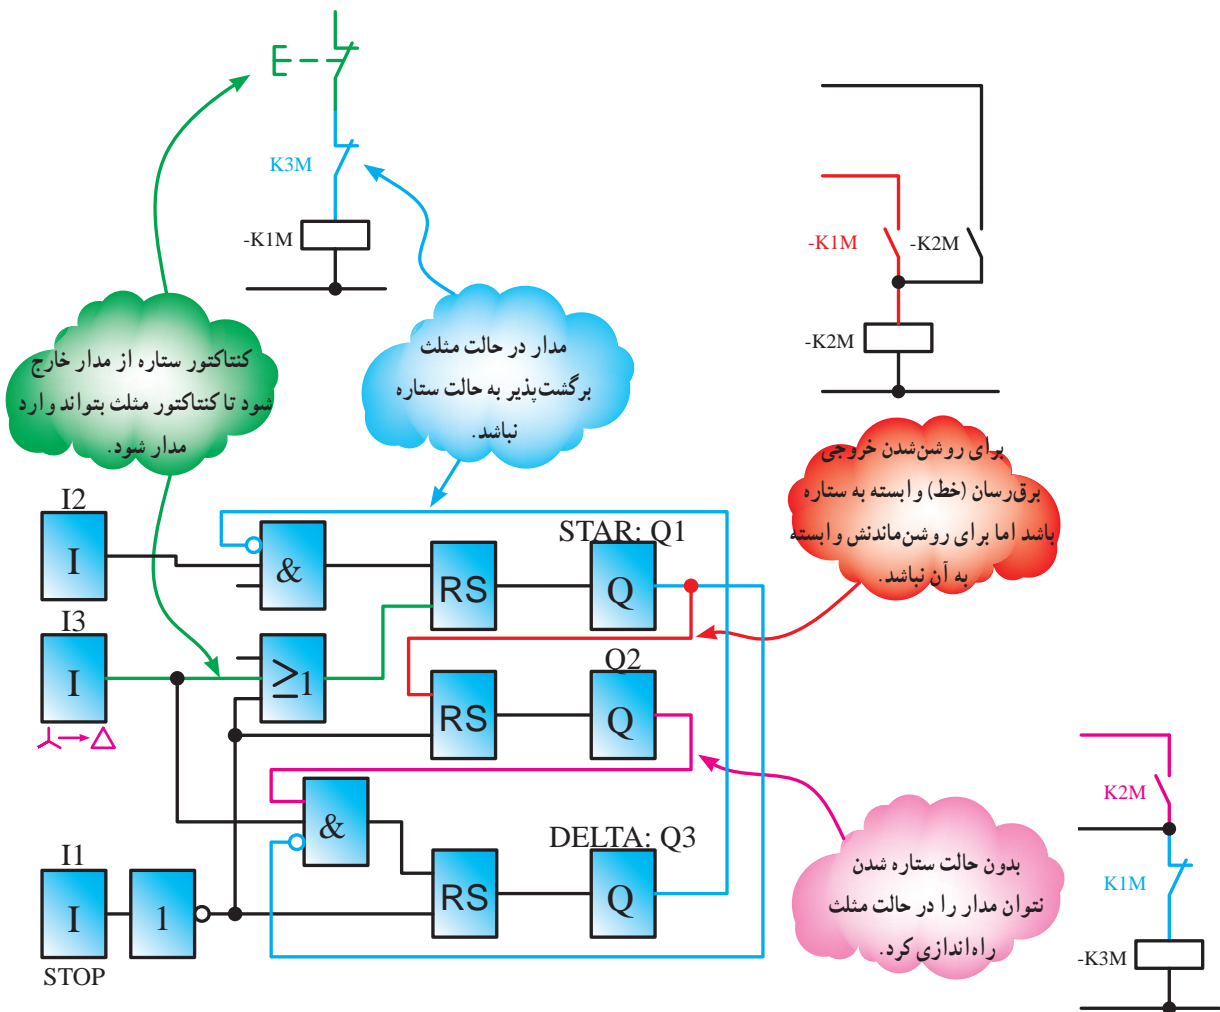 K3M
-K1M
-K1M
-K2M
-K2M
کنتاکتور ستاره از مدار خارج
شود تا کنتاکتور مثلث بتواند وارد
مدار شود.
مدار در حالت مثلث
برگشت‌پذیر به حالت ستاره
نباشد.
برای روشن‌شدن خروجی
برق‌رسان (خط) وابسته به ستاره
باشد اما برای روشن‌ماندنش وابسته
به آن نباشد.
I2
I
&
RS
STAR: Q1
Q
I3
I
≥1
RS
Q2
Q
&
I1
I
STOP
1
RS
DELTA: Q3
Q
بدون حالت ستاره شدن
نتوان مدار را در حالت مثلث
راه‌اندازی کرد.
K2M
K1M
-K3M